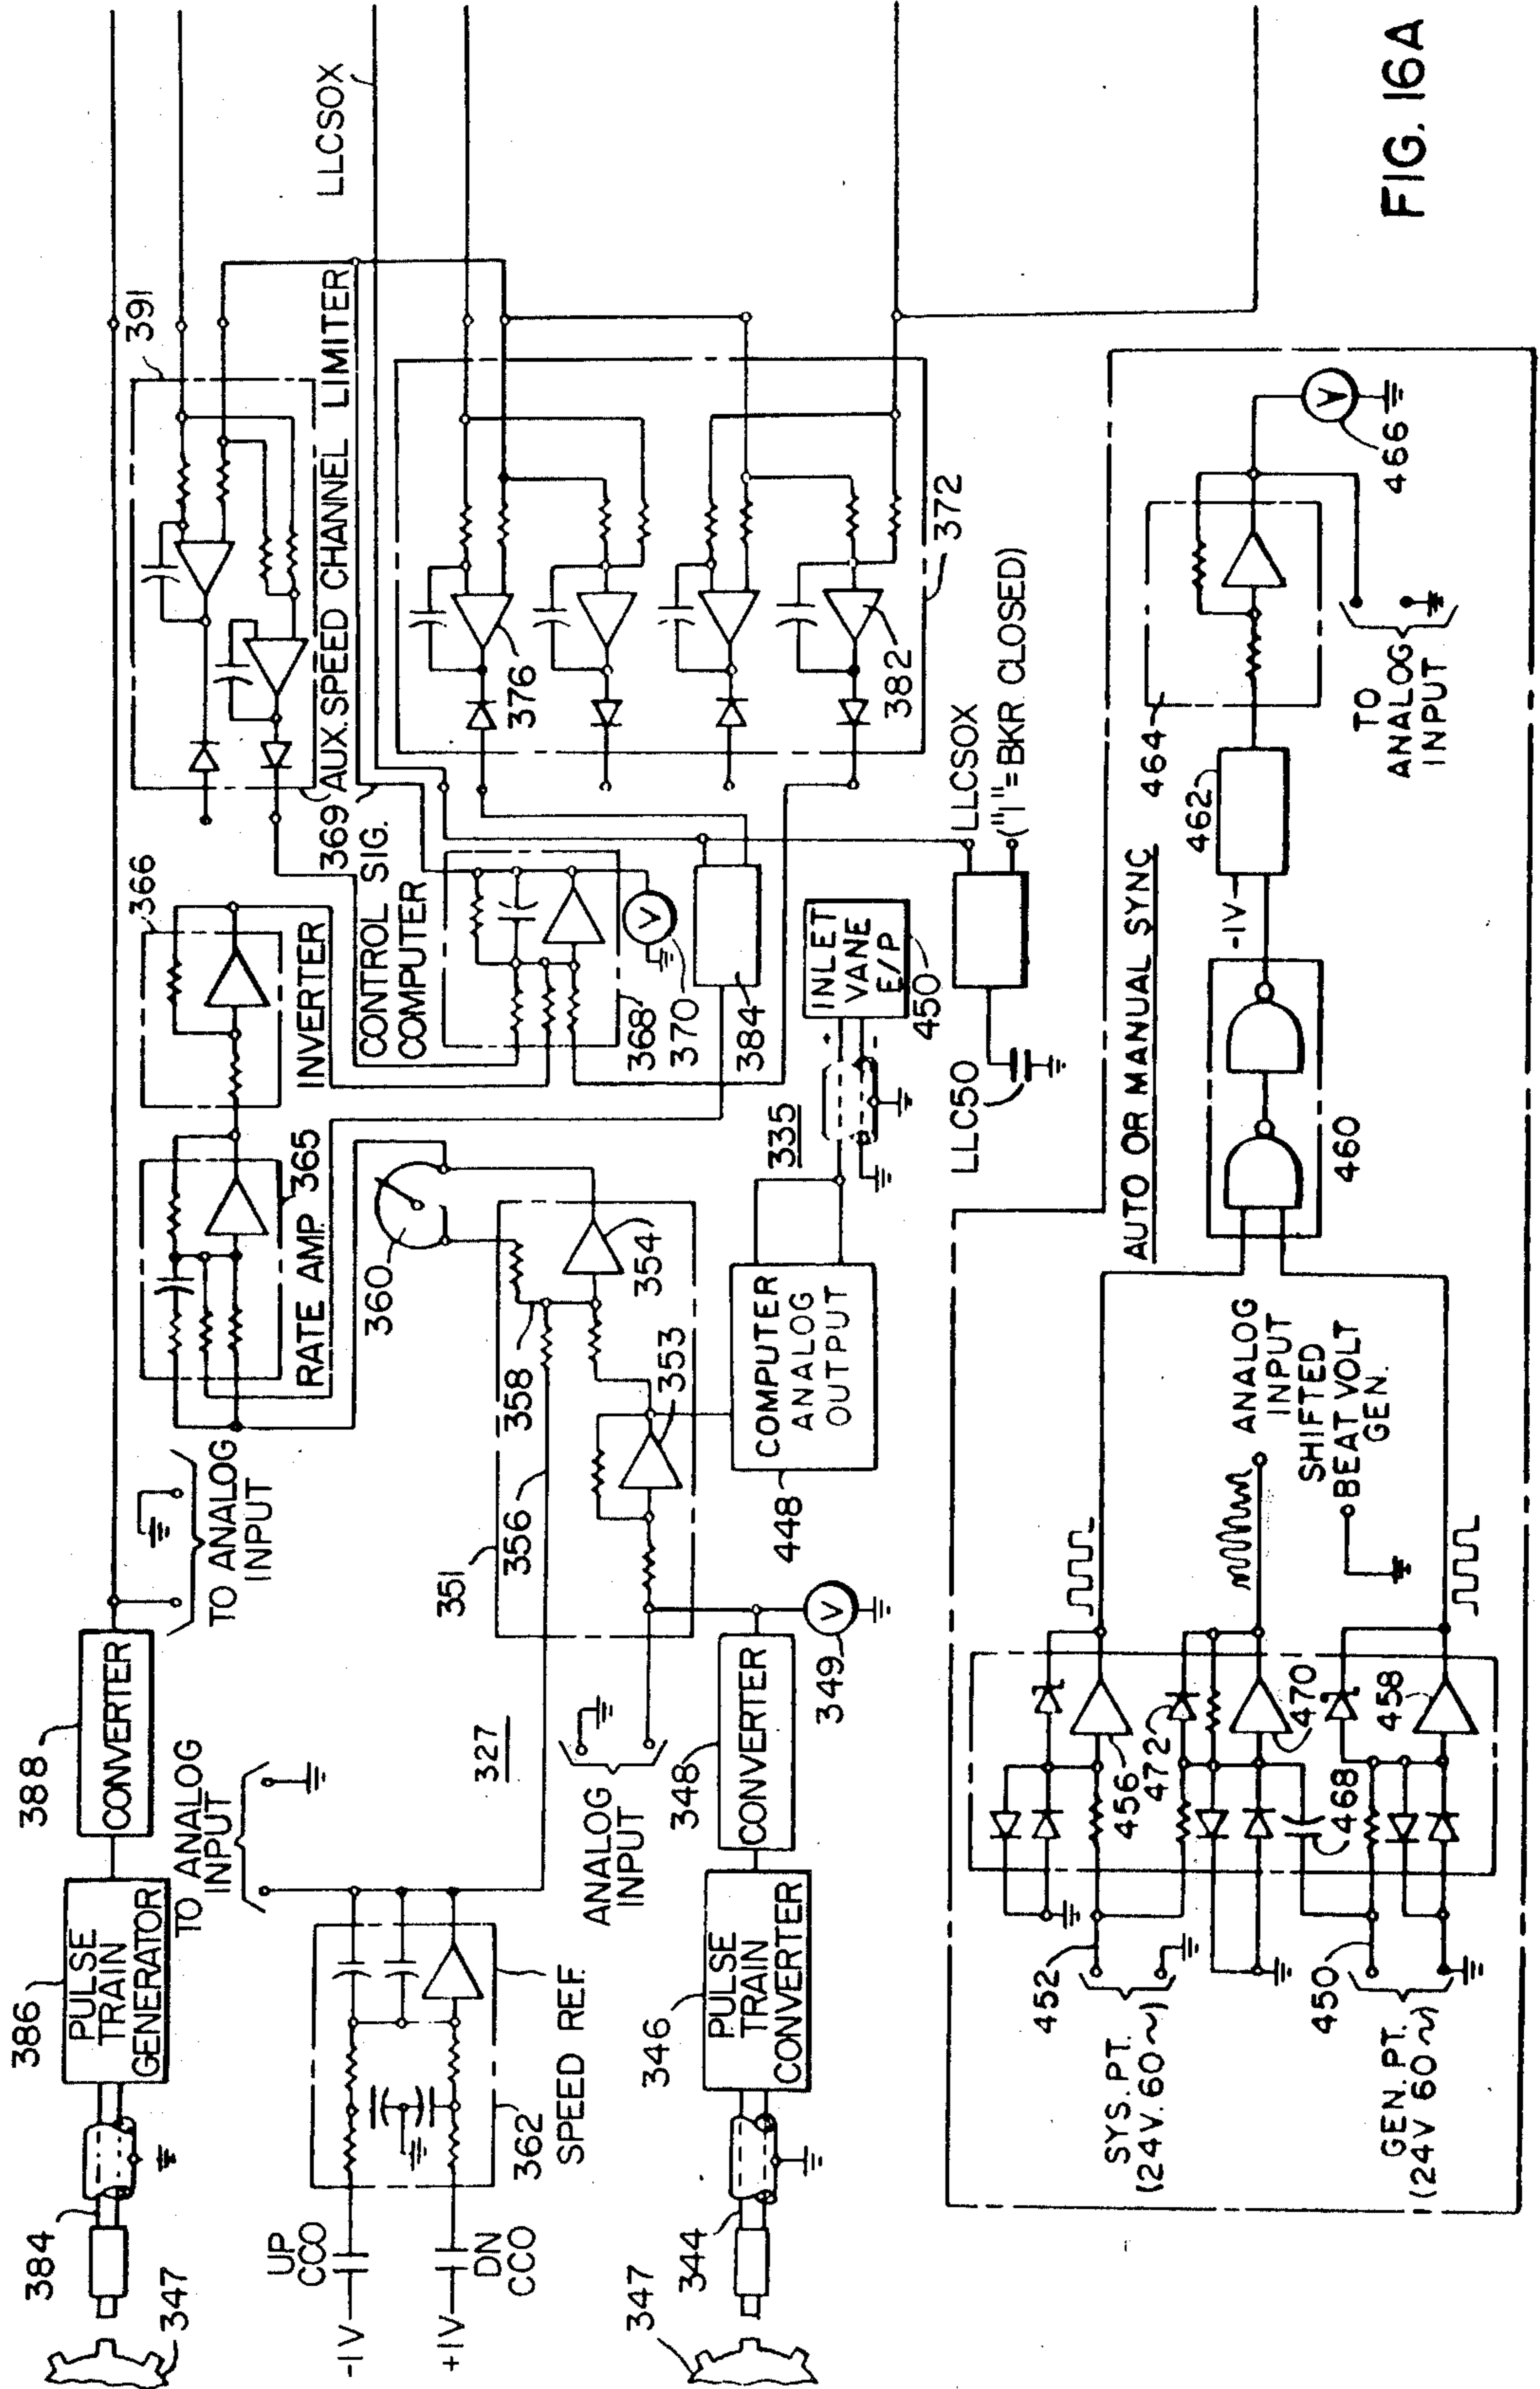 388
CONVERTER
386
PULSE
TRAIN
GENERATOR
384
347
TO ANALOG
INPUT
TO ANALOG
INPUT
UP
CCO
-1V
+1V
DN
CCO
362
SPEED REF.
327
ANALOG
INPUT
346
PULSE
TRAIN
CONVERTER
344
347
348
CONVERTER
349
V
351
356
358
353
354
360
RATE AMP.
365
366
INVERTER
391
369
AUX. SPEED CHANNEL LIMITER
CONTROL SIG.
COMPUTER
368
370
V
384
372
376
382
LLCSOX
LLCSOX
("1"=BKR CLOSED)
LLC50
335
INLET
VANE
E/P
450
COMPUTER
ANALOG
OUTPUT
448
AUTO OR MANUAL SYNC
452
SYS. PT.
(24V. 60~)
450
GEN. PT.
(24V 60~)
456
472
470
468
458
ANALOG
INPUT
SHIFTED
BEAT VOLT
GEN.
460
-1V
462
464
466
V
TO
ANALOG
INPUT
FIG. 16A